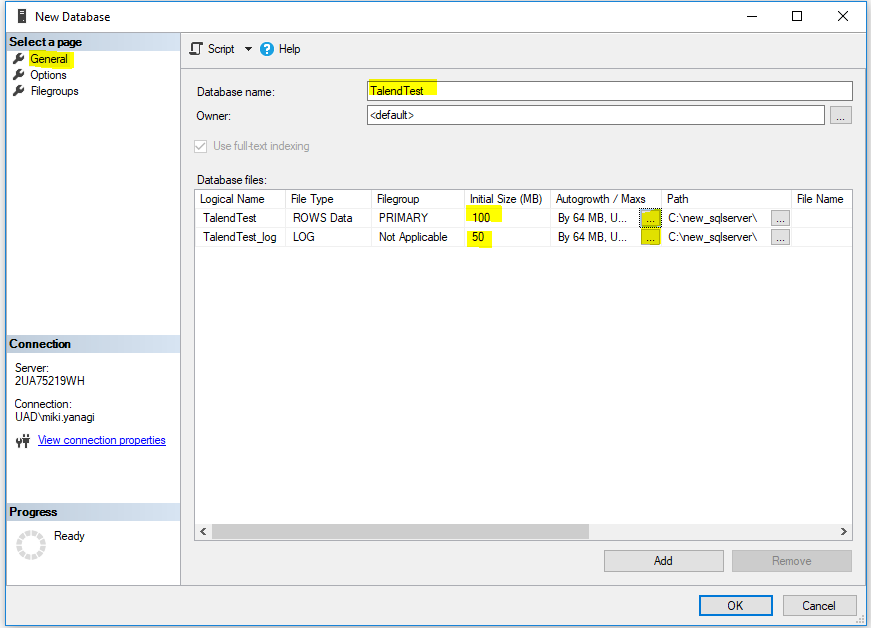 New Database
Select a page
General
Options
Filegroups
Script
Help
Database name:
TalendTest
Owner:
<default>
...
Use full-text indexing
Database files:
Logical Name File Type Filegroup Initial Size (MB) Autogrowth / Maxs Path File Name
TalendTest ROWS Data PRIMARY 100 By 64 MB, U... ... C:\new_sqlserver\ ...
TalendTest_log LOG Not Applicable 50 By 64 MB, U... ... C:\new_sqlserver\ ...
Connection
Server:
2UA75219WH
Connection:
UAD\miki.yanagi
View connection properties
Progress
Ready
Add Remove
OK Cancel